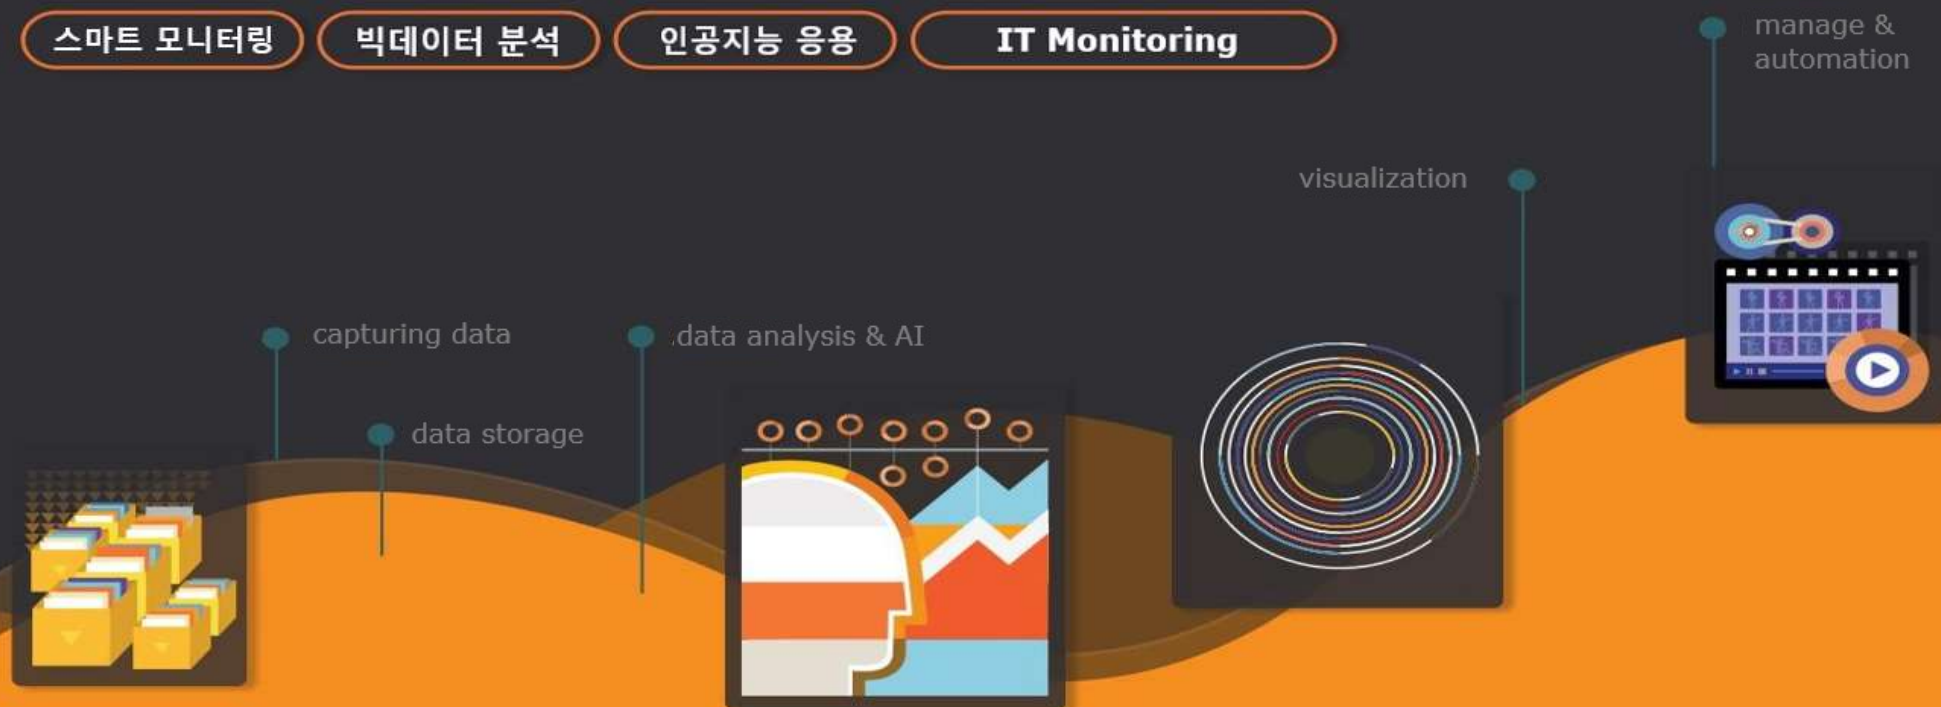 스마트 모니터링
빅데이터 분석
인공지능 응용
IT Monitoring
manage &
automation
visualization
capturing data
.data analysis & AI
data storage